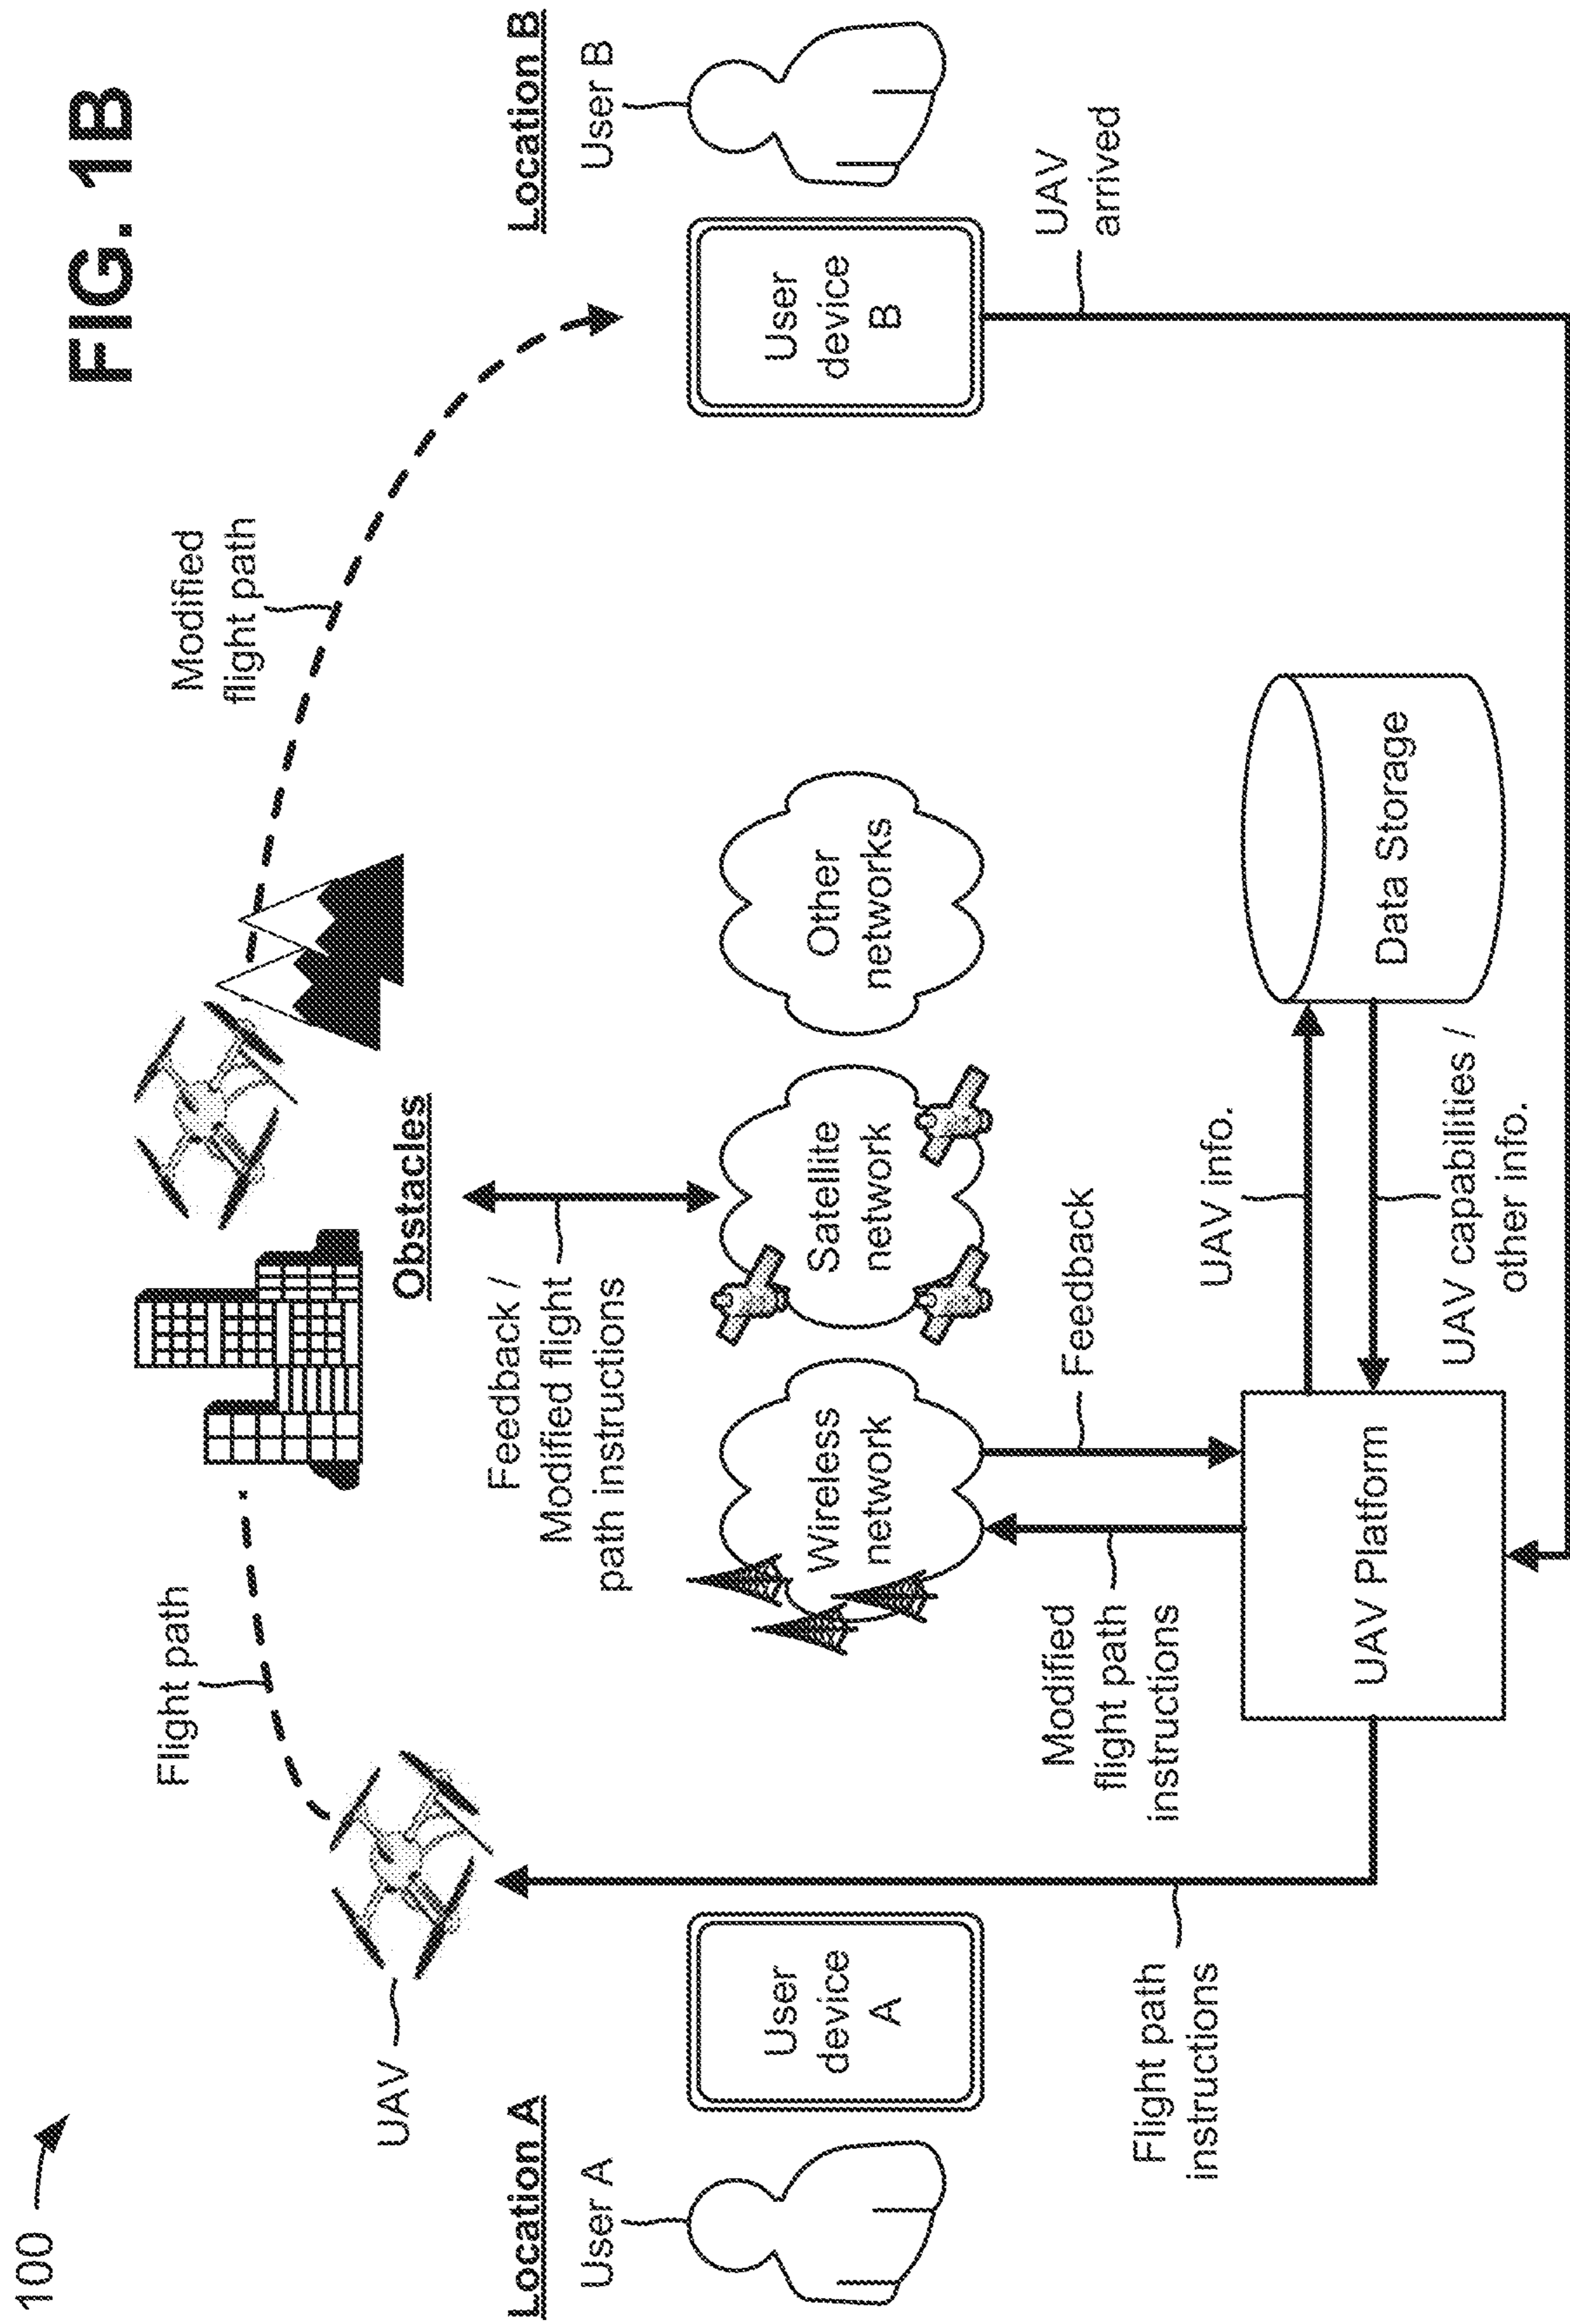 100
FIG. 1B
Flight path
Modified
flight path
UAV
Obstacles
Location A
User A
Location B
User B
Feedback /
Modified flight
path instructions
User
device
A
Wireless
network
Satellite
network
Other
networks
User
device
B
Flight path
instructions
Modified
flight path
instructions
Feedback
UAV
arrived
UAV info.
UAV Platform
Data Storage
UAV capabilities /
other info.